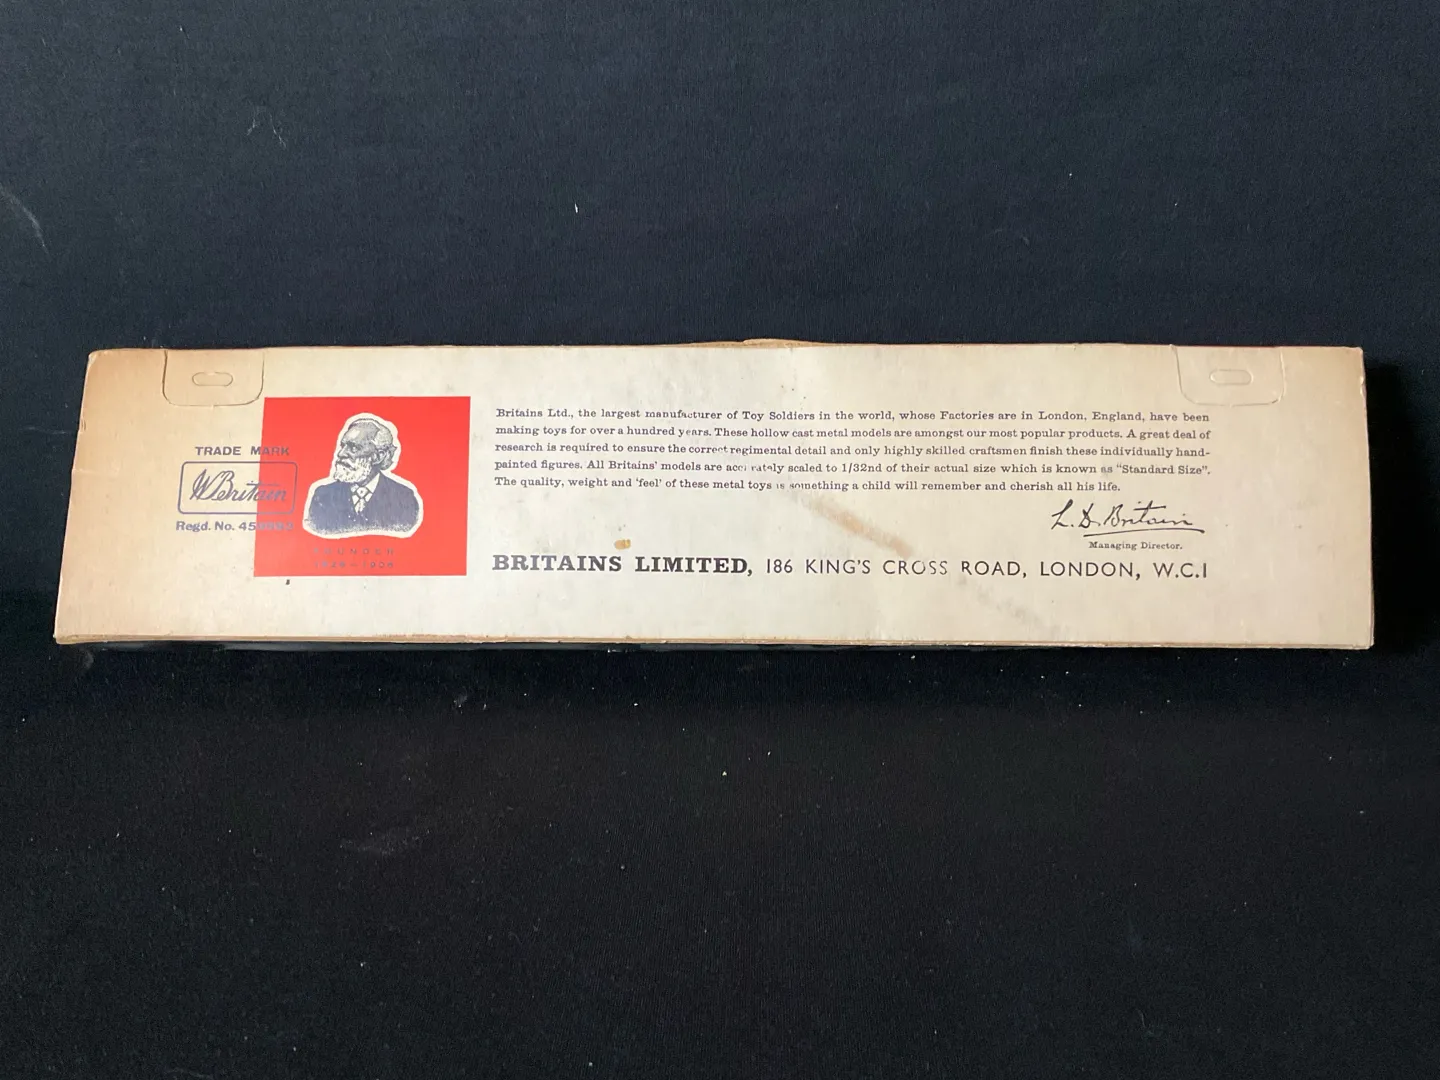 TRADE MARK
W Britain
Regd. No. 45
FOUNDER
Britains Ltd., the largest manufacturer of Toy Soldiers in the world, whose Factories are in London, England, have been
making toys for over a hundred years. These hollow cast metal models are amongst our most popular products. A great deal of
research is required to ensure the correct regimental detail and only highly skilled craftsmen finish these individually hand-
painted figures. All Britains' models are accurately scaled to 1/32nd of their actual size which is known as "Standard Size".
The quality, weight and 'feel' of these metal toys is something a child will remember and cherish all his life.
L. D. Britain
Managing Director.
BRITAINS LIMITED, 186 KING'S CROSS ROAD, LONDON, W.C.1